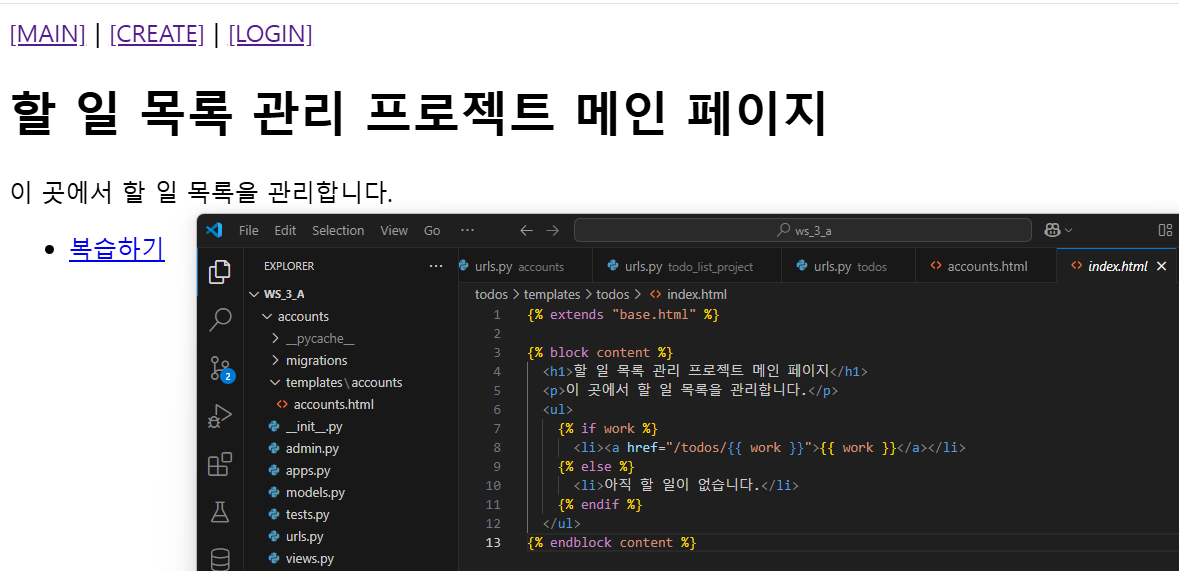 [MAIN] | [CREATE] | [LOGIN]
할 일 목록 관리 프로젝트 메인 페이지
이 곳에서 할 일 목록을 관리합니다.
복습하기
File Edit Selection View Go ··· ws_3_a
EXPLORER ···
WS_3_A
accounts
__pycache__
migrations
templates\accounts
accounts.html
__init__.py
admin.py
apps.py
models.py
tests.py
urls.py
views.py
2
urls.py accounts urls.py todo_list_project urls.py todos accounts.html index.html
todos > templates > todos > index.html
1 {% extends "base.html" %}
2
3 {% block content %}
4 <h1>할 일 목록 관리 프로젝트 메인 페이지</h1>
5 <p>이 곳에서 할 일 목록을 관리합니다.</p>
6 <ul>
7 {% if work %}
8 <li><a href="/todos/{{ work }}">{{ work }}</a></li>
9 {% else %}
10 <li>아직 할 일이 없습니다.</li>
11 {% endif %}
12 </ul>
13 {% endblock content %}